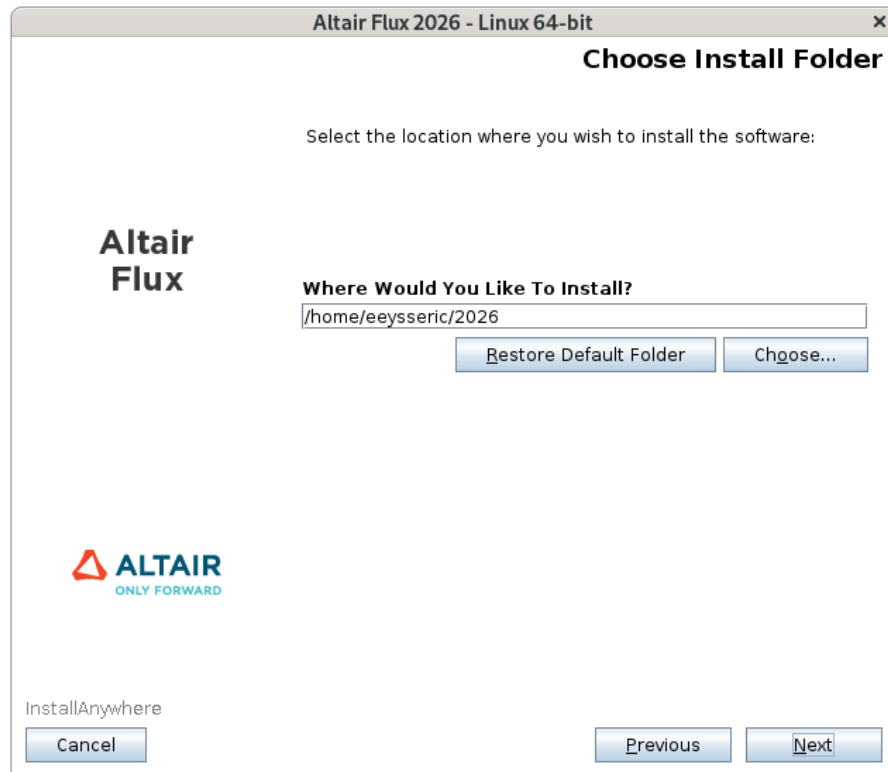 Altair Flux 2026 - Linux 64-bit
Choose Install Folder
Select the location where you wish to install the software:
Altair
Flux
Where Would You Like To Install?
/home/eeysseric/2026
Restore Default Folder
Choose...
ALTAIR
ONLY FORWARD
InstallAnywhere
Cancel
Previous
Next